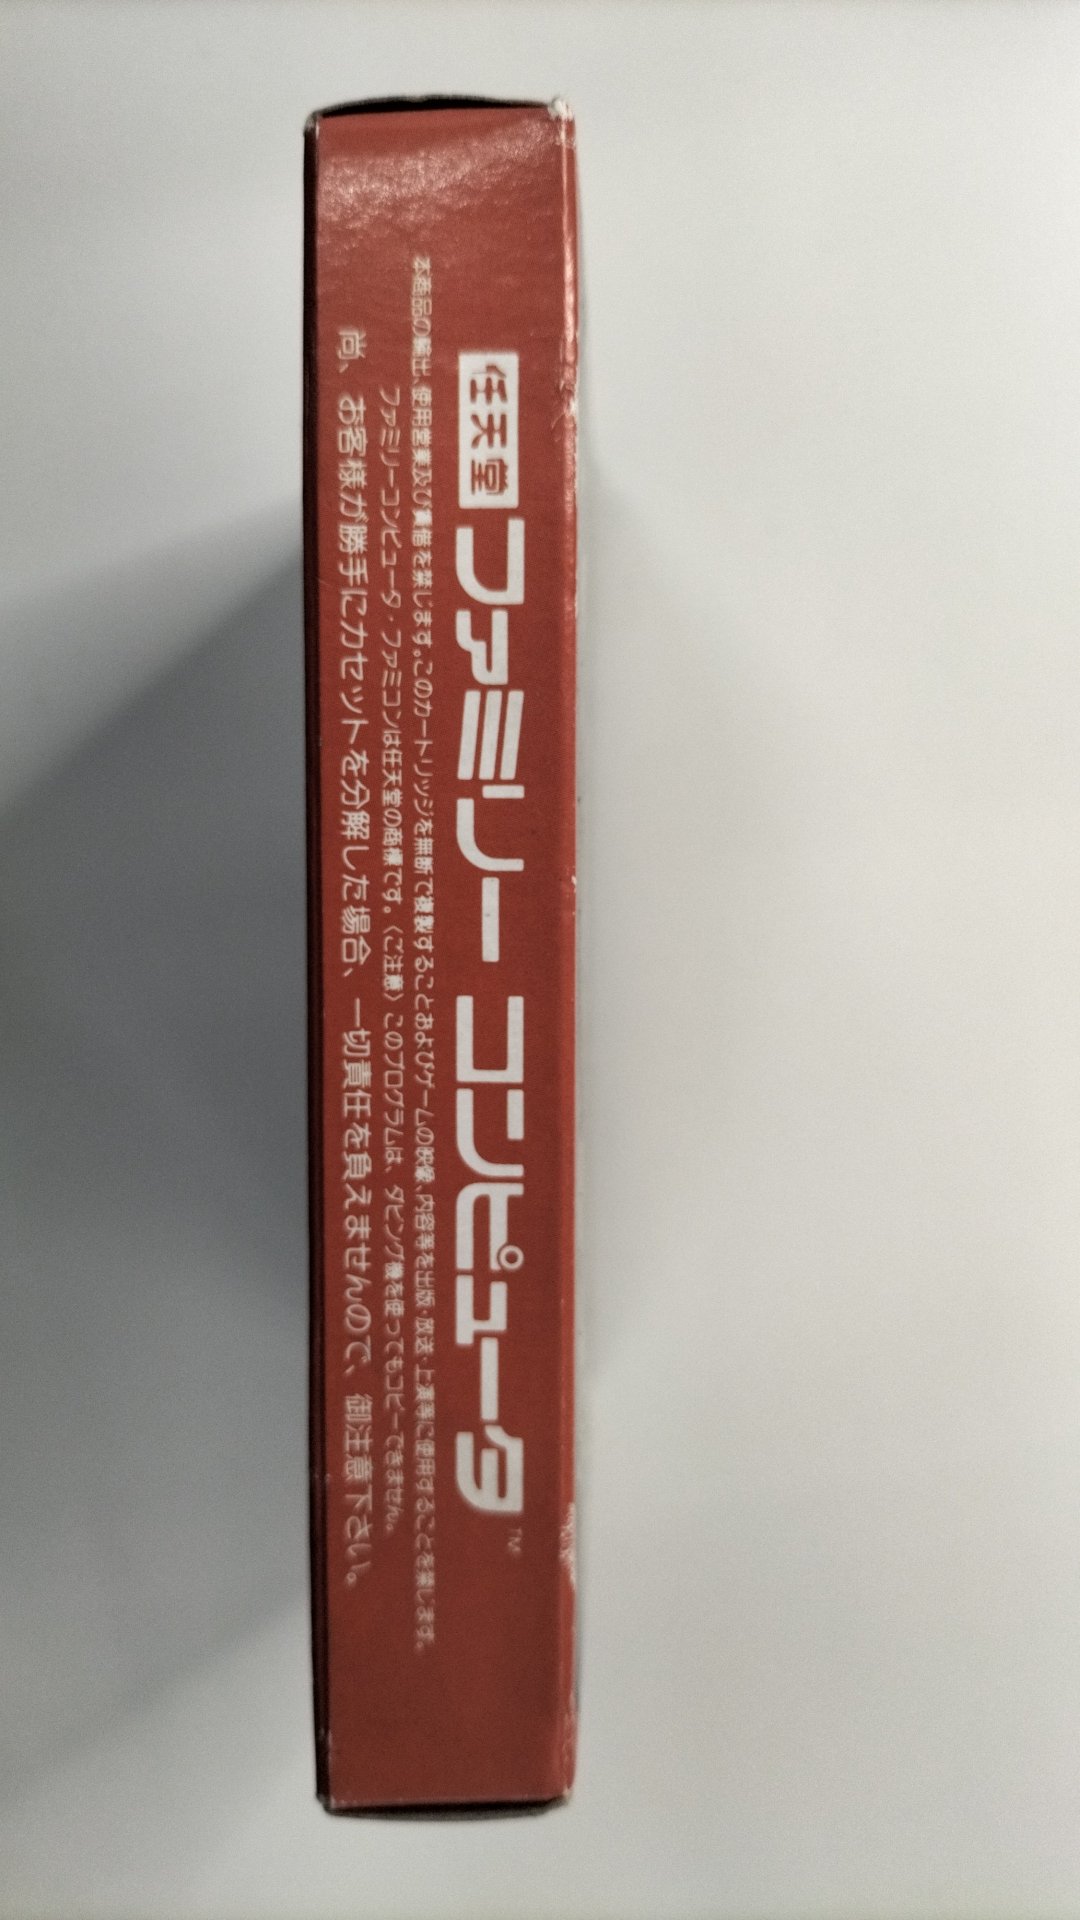 任天堂 ファミリー コンピュータ TM
本商品の輸出、使用営業及び賃借を禁じます。このカートリッジを無断で複製することおよびゲームの映像、内容等を出版・放送・上演等に使用することを禁じます。
ファミリーコンピュータ・ファミコンは任天堂の商標です。〈ご注意〉このプログラムは、ダビング機を使ってもコピーできません。
尚、お客様が勝手にカセットを分解した場合、一切責任を負えませんので、御注意下さい。